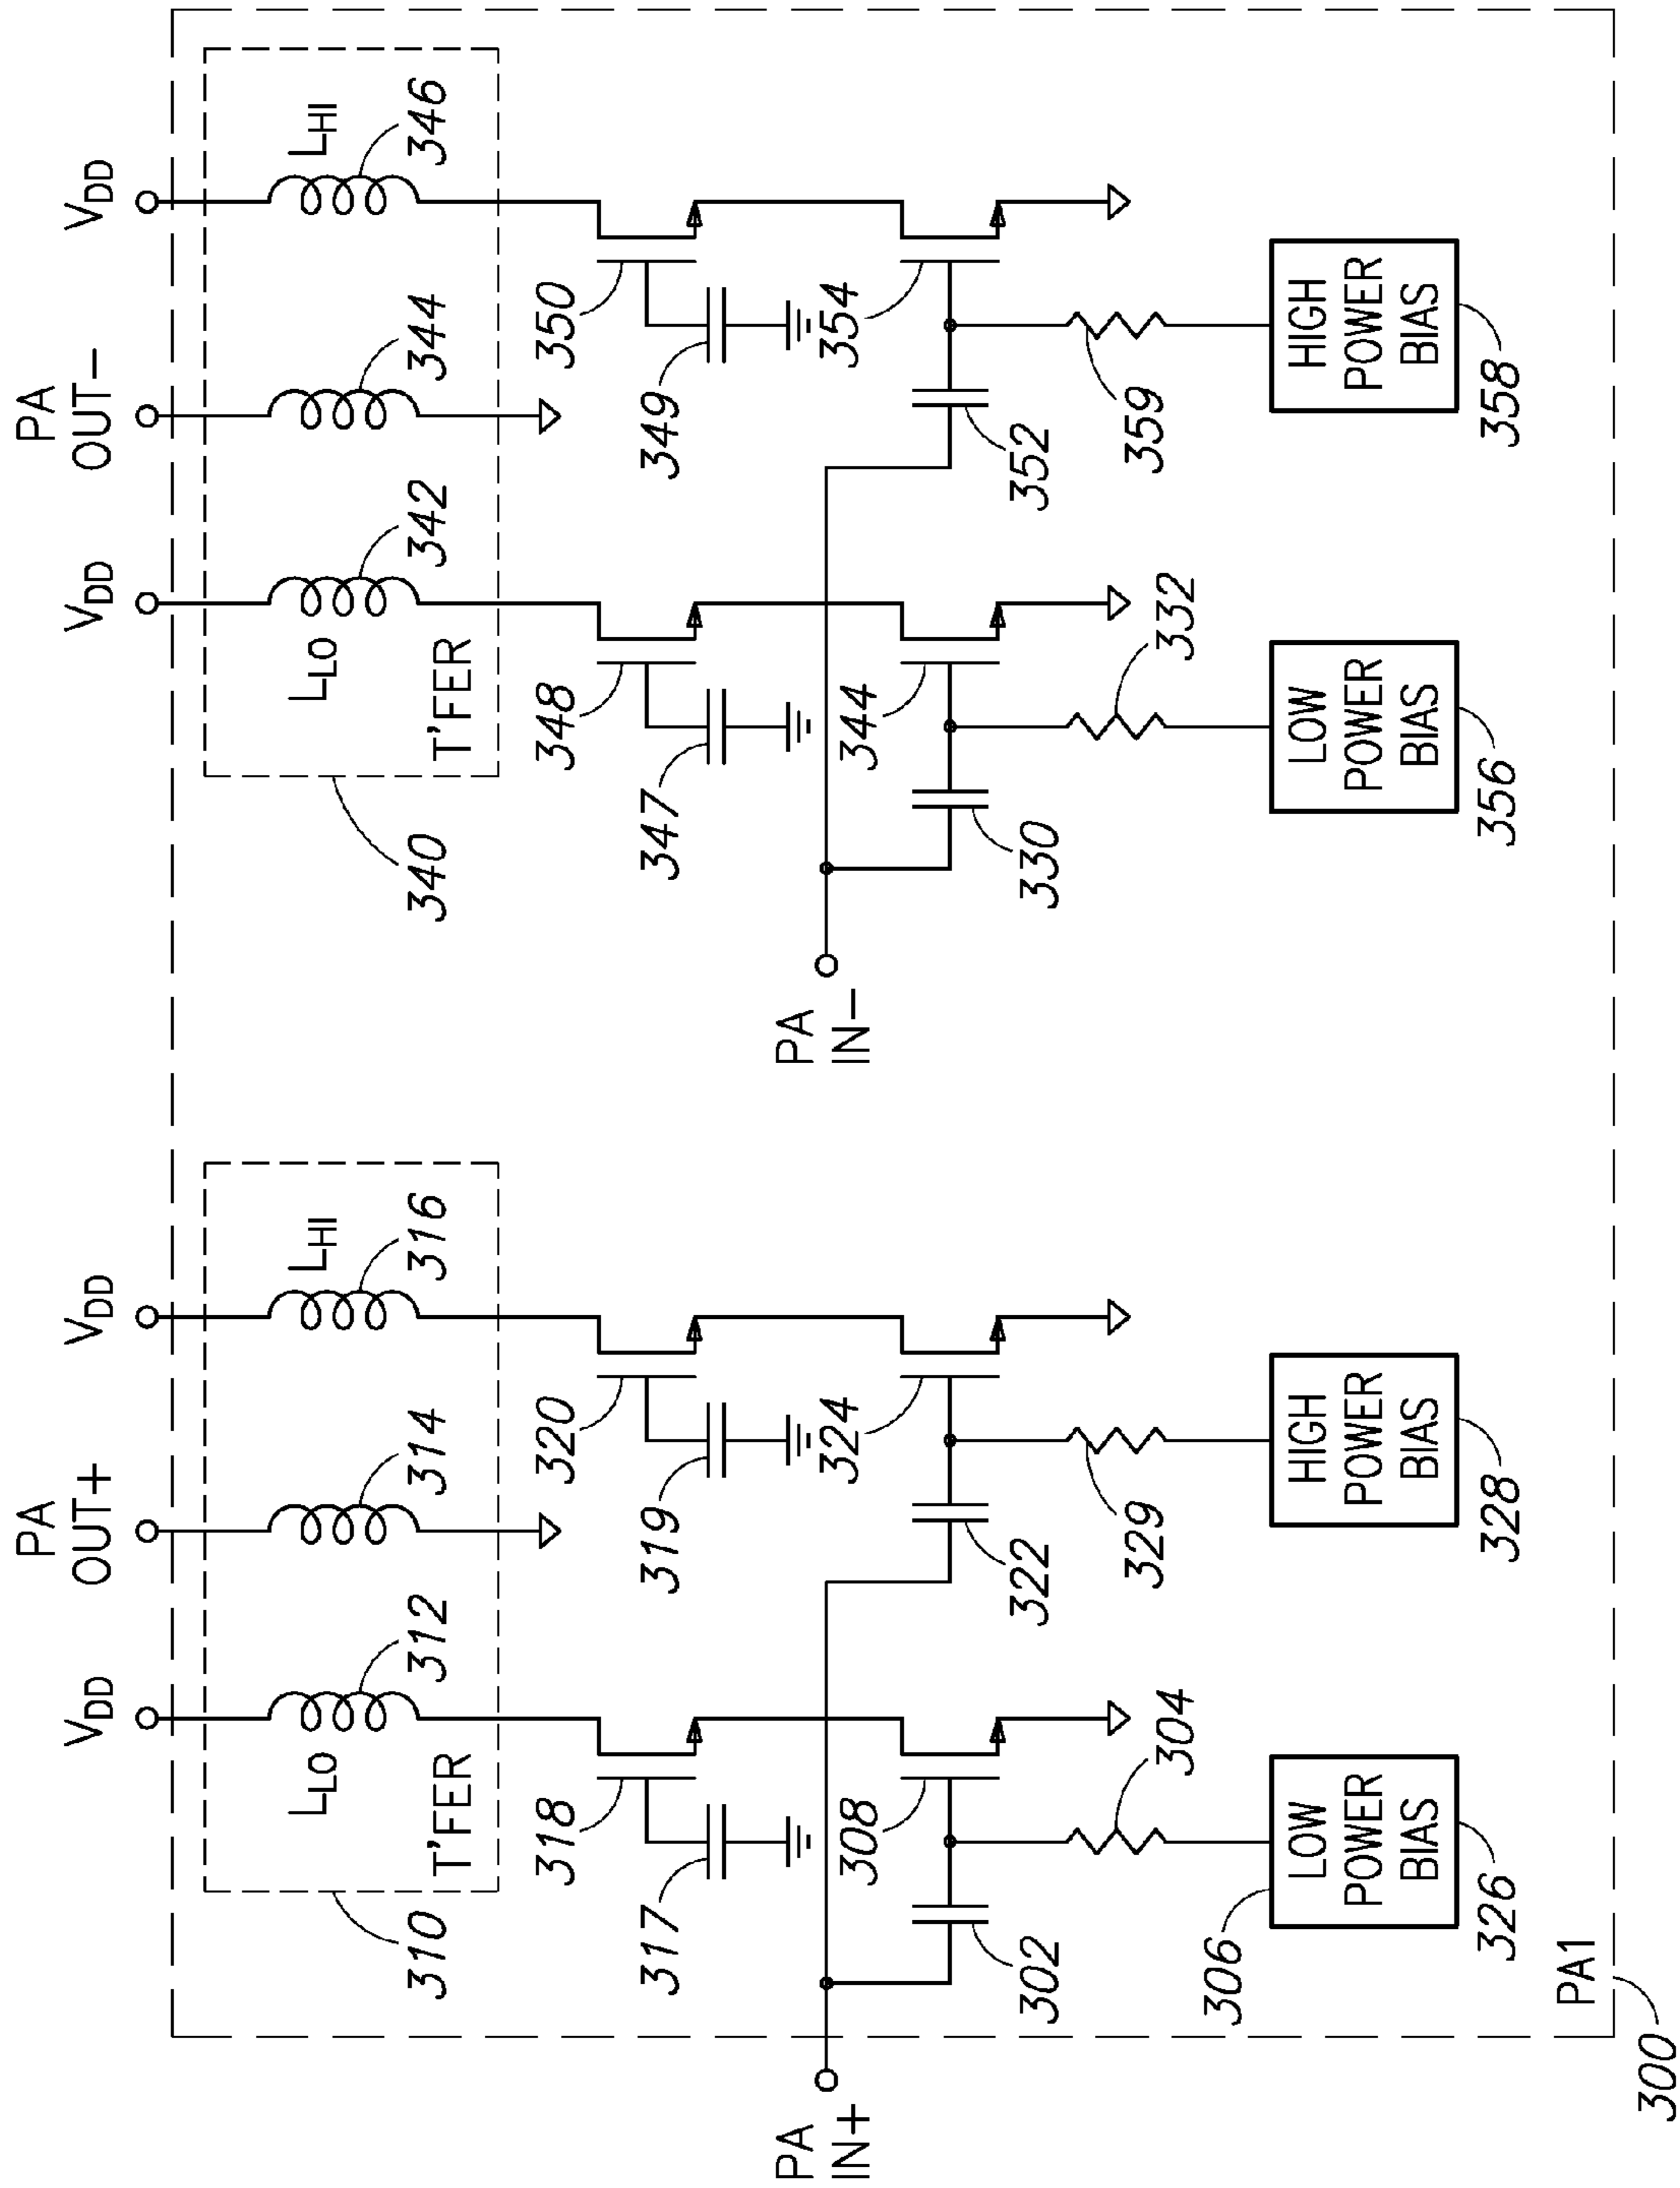 V_DD
PA
OUT+
V_DD
V_DD
PA
OUT−
V_DD
L_LO
312
314
L_HI
316
L_LO
342
344
L_HI
346
T'FER
T'FER
310
340
318
320
348
350
317
319
347
349
PA
IN+
PA
IN−
308
324
344
354
302
322
330
352
304
329
332
359
306
LOW
POWER
BIAS
HIGH
POWER
BIAS
LOW
POWER
BIAS
HIGH
POWER
BIAS
326
328
356
358
PA1
300